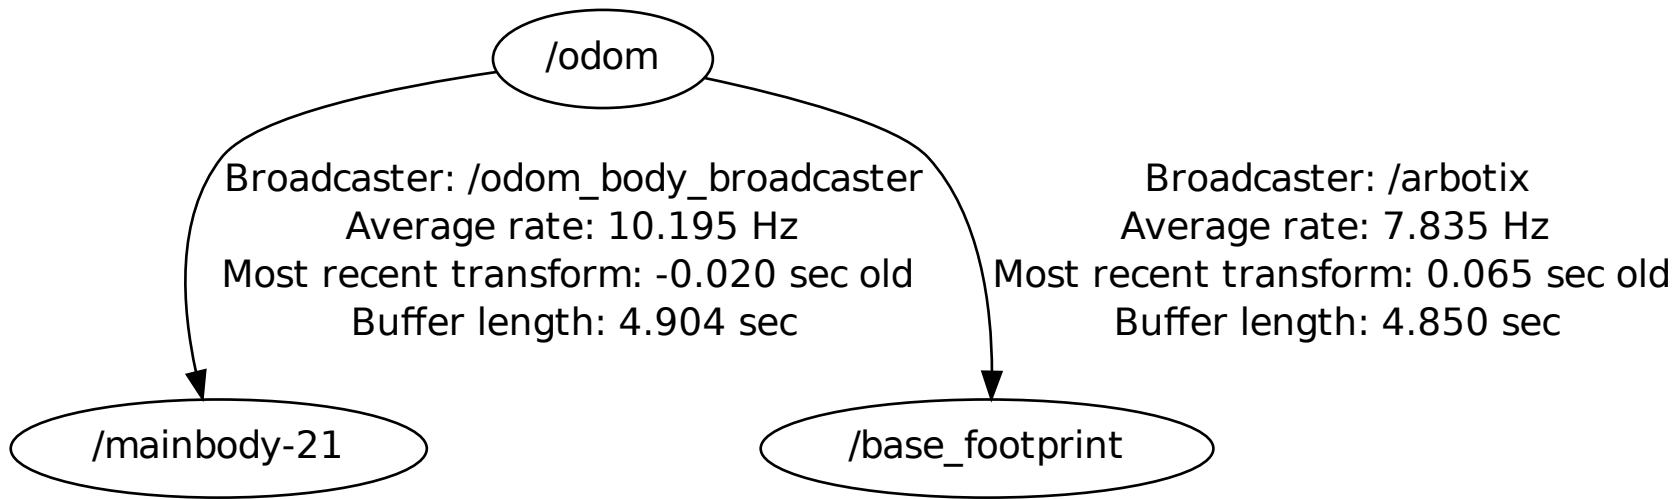 /odom
Broadcaster: /odom_body_broadcaster
Average rate: 10.195 Hz
Most recent transform: -0.020 sec old
Buffer length: 4.904 sec
Broadcaster: /arbotix
Average rate: 7.835 Hz
Most recent transform: 0.065 sec old
Buffer length: 4.850 sec
/mainbody-21
/base_footprint